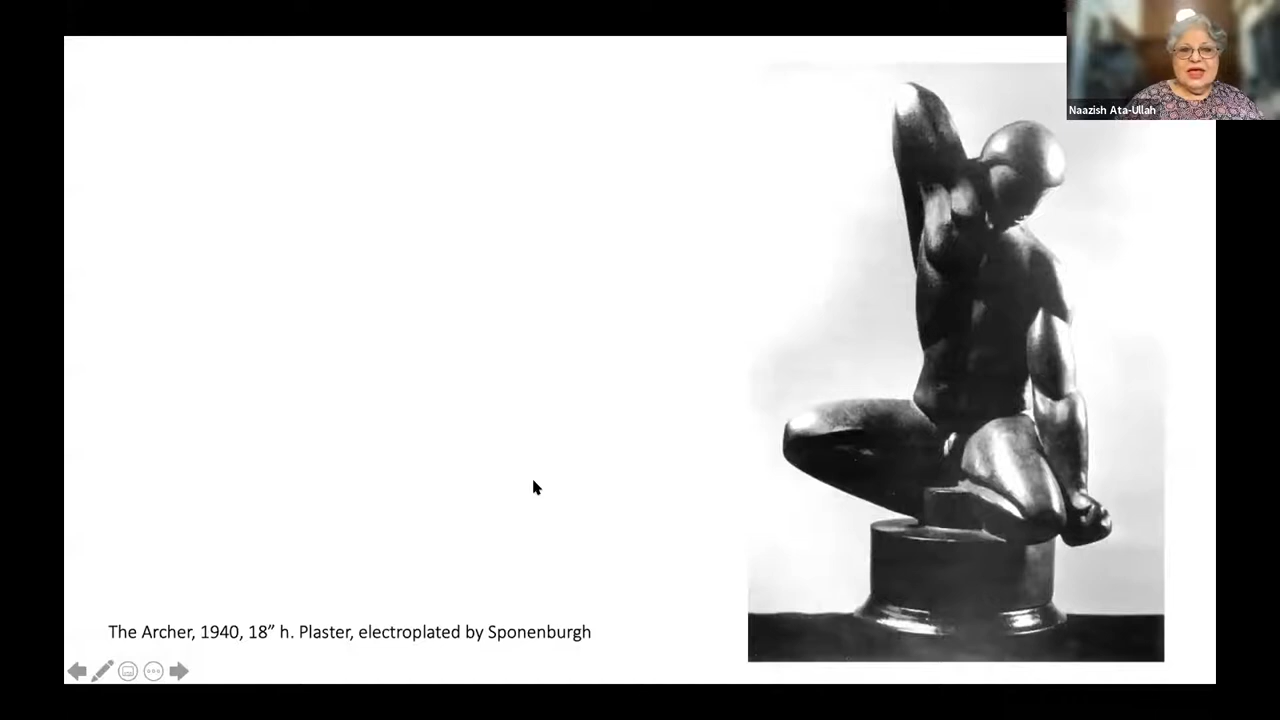 Naazish Ata-Ullah
The Archer, 1940, 18” h. Plaster, electroplated by Sponenburgh